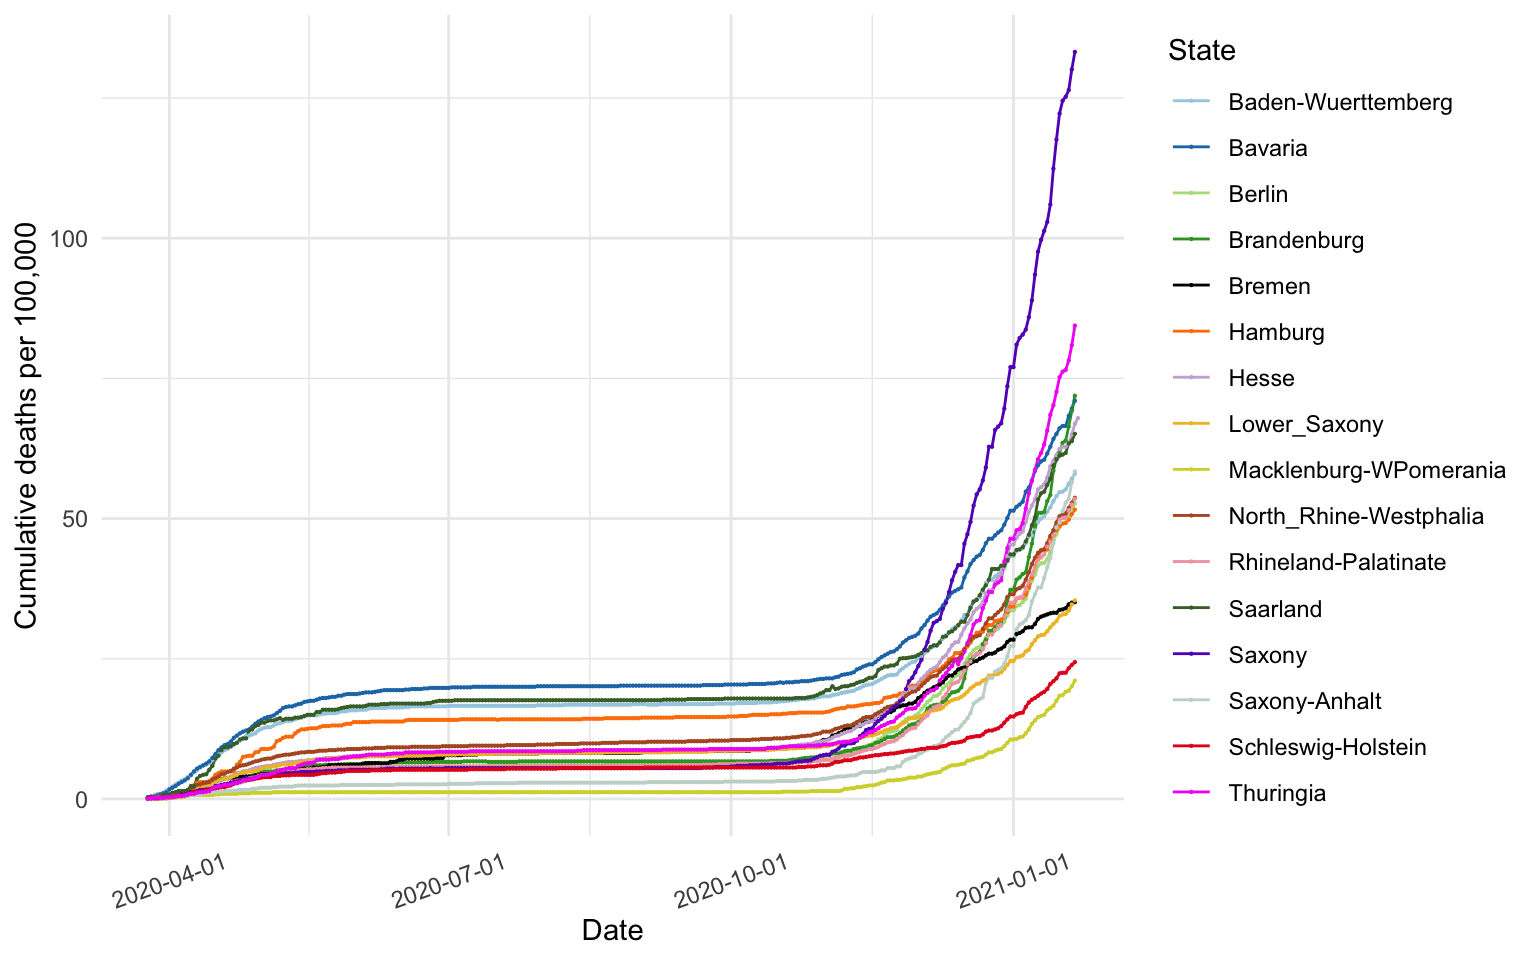 State
Baden-Wuerttemberg
Bavaria
Berlin
Brandenburg
Bremen
Hamburg
Hesse
Lower_Saxony
Macklenburg-WPomerania
North_Rhine-Westphalia
Rhineland-Palatinate
Saarland
Saxony
Saxony-Anhalt
Schleswig-Holstein
Thuringia
Cumulative deaths per 100,000
100
50
0
2020-04-01
2020-07-01
2020-10-01
2021-01-01
Date